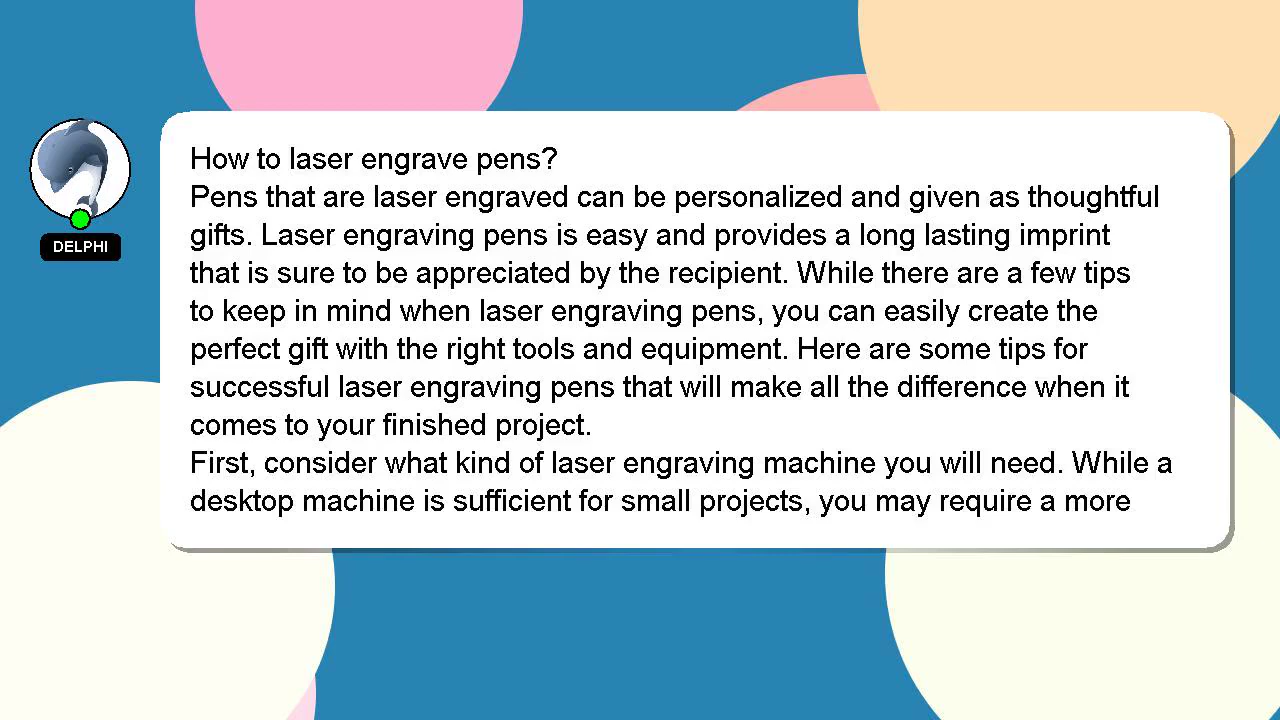 How to laser engrave pens?
Pens that are laser engraved can be personalized and given as thoughtful
gifts. Laser engraving pens is easy and provides a long lasting imprint
that is sure to be appreciated by the recipient. While there are a few tips
to keep in mind when laser engraving pens, you can easily create the
perfect gift with the right tools and equipment. Here are some tips for
successful laser engraving pens that will make all the difference when it
comes to your finished project.
First, consider what kind of laser engraving machine you will need. While a
desktop machine is sufficient for small projects, you may require a more
DELPHI